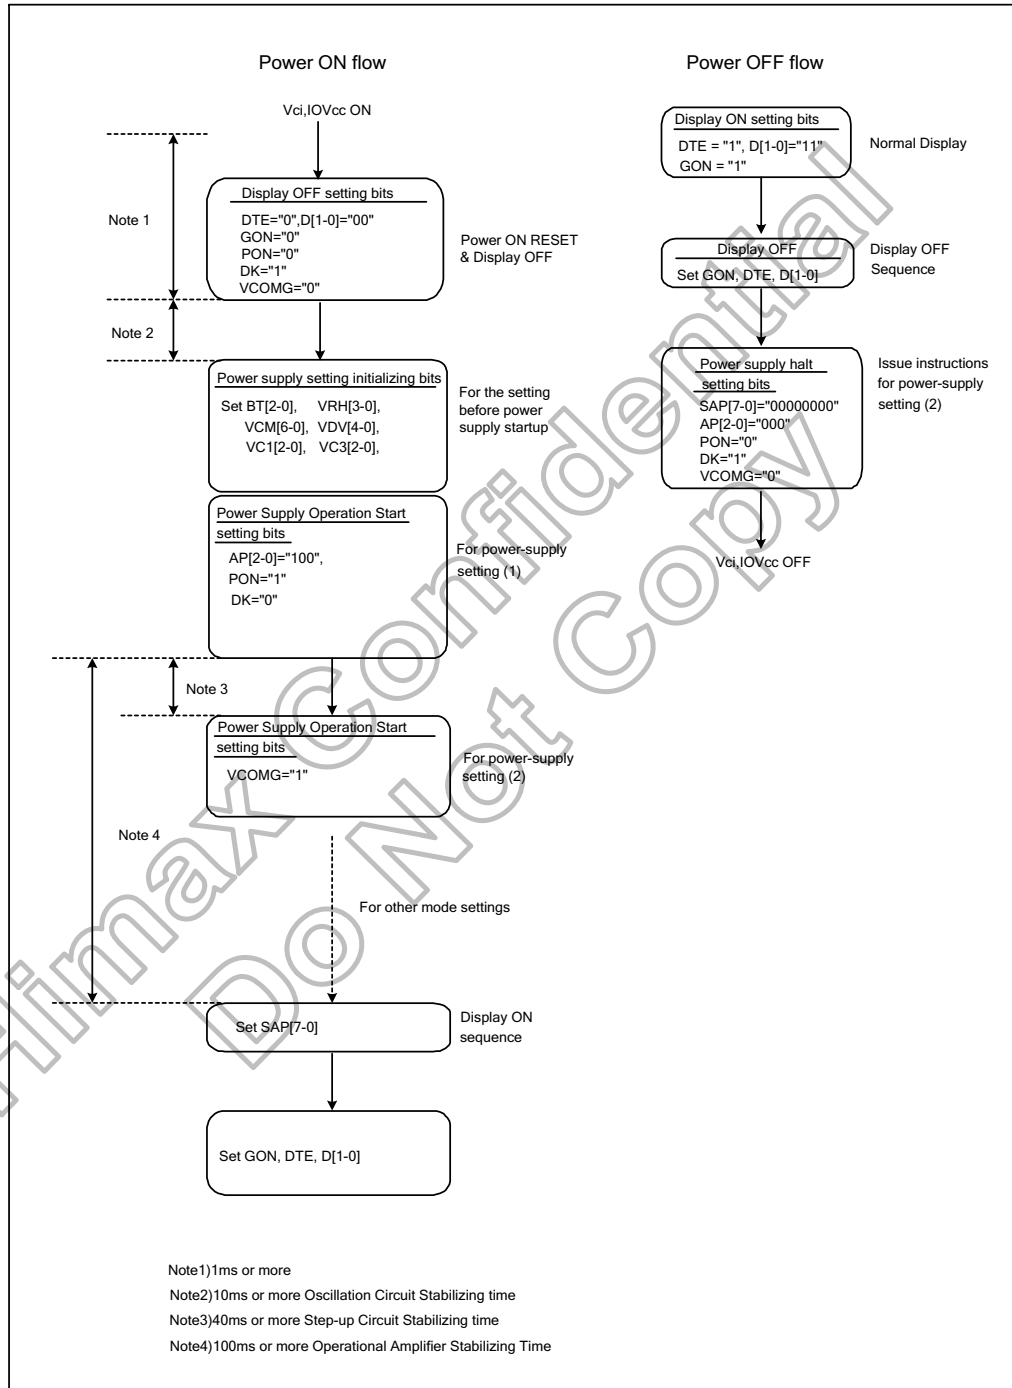 Power ON flow
Vci,IOVcc ON
Note 1
Display OFF setting bits
DTE="0",D[1-0]="00"
GON="0"
PON="0"
DK="1"
VCOMG="0"
Power ON RESET
& Display OFF
Note 2
Power supply setting initializing bits
Set BT[2-0], VRH[3-0],
VCM[6-0], VDV[4-0],
VC1[2-0], VC3[2-0],
For the setting
before power
supply startup
Power Supply Operation Start
setting bits
AP[2-0]="100",
PON="1"
DK="0"
For power-supply
setting (1)
Note 3
Power Supply Operation Start
setting bits
VCOMG="1"
For power-supply
setting (2)
Note 4
For other mode settings
Set SAP[7-0]
Display ON
sequence
Set GON, DTE, D[1-0]
Power OFF flow
Display ON setting bits
DTE = "1", D[1-0]="11"
GON = "1"
Normal Display
Display OFF
Set GON, DTE, D[1-0]
Display OFF
Sequence
Power supply halt
setting bits
SAP[7-0]="00000000"
AP[2-0]="000"
PON="0"
DK="1"
VCOMG="0"
Issue instructions
for power-supply
setting (2)
Vci,IOVcc OFF
Note1)1ms or more
Note2)10ms or more Oscillation Circuit Stabilizing time
Note3)40ms or more Step-up Circuit Stabilizing time
Note4)100ms or more Operational Amplifier Stabilizing Time
Himax Confidential
Do Not Copy